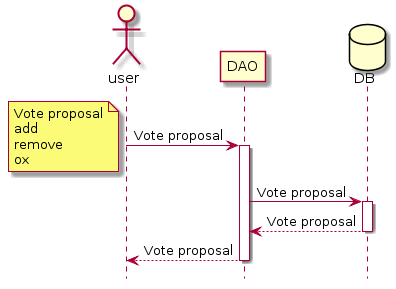 user
DAO
DB
Vote proposal
add
remove
ox
Vote proposal
Vote proposal
Vote proposal
Vote proposal